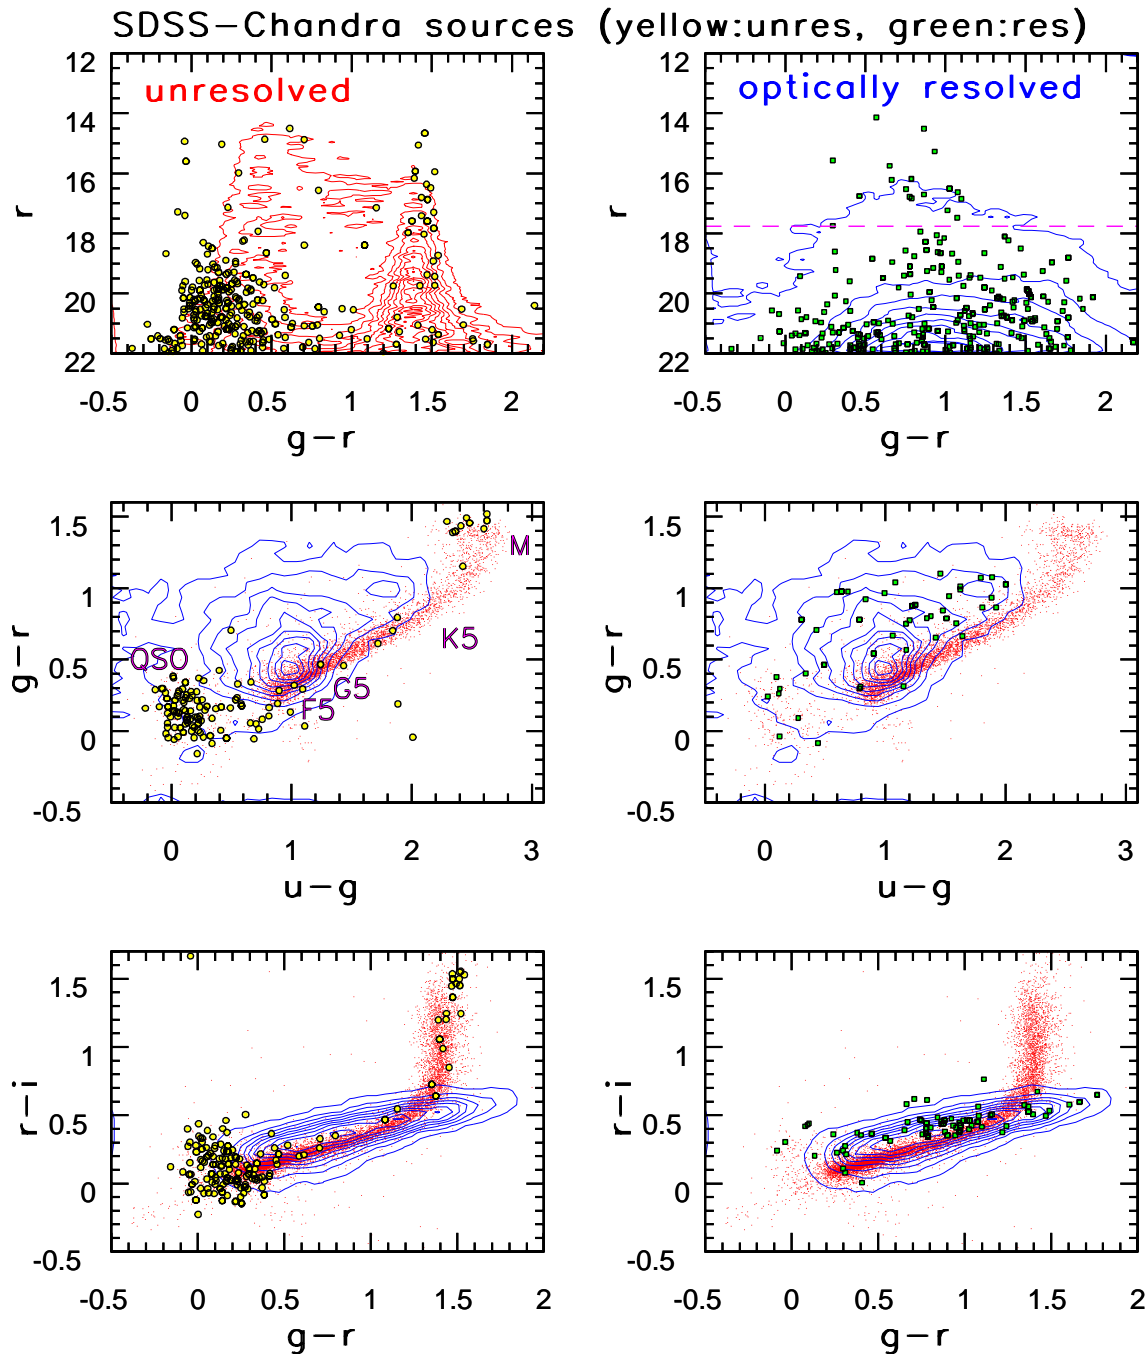 SDSS-Chandra sources (yellow:unres, green:res)
unresolved
12
14
16
18
20
22
r
-0.5 0 0.5 1 1.5 2
g-r
optically resolved
12
14
16
18
20
22
r
-0.5 0 0.5 1 1.5 2
g-r
1.5
1
0.5
0
-0.5
g-r
M
K5
QSO
G5
F5
0 1 2 3
u-g
1.5
1
0.5
0
-0.5
g-r
0 1 2 3
u-g
1.5
1
0.5
0
-0.5
r-i
-0.5 0 0.5 1 1.5 2
g-r
1.5
1
0.5
0
-0.5
r-i
-0.5 0 0.5 1 1.5 2
g-r